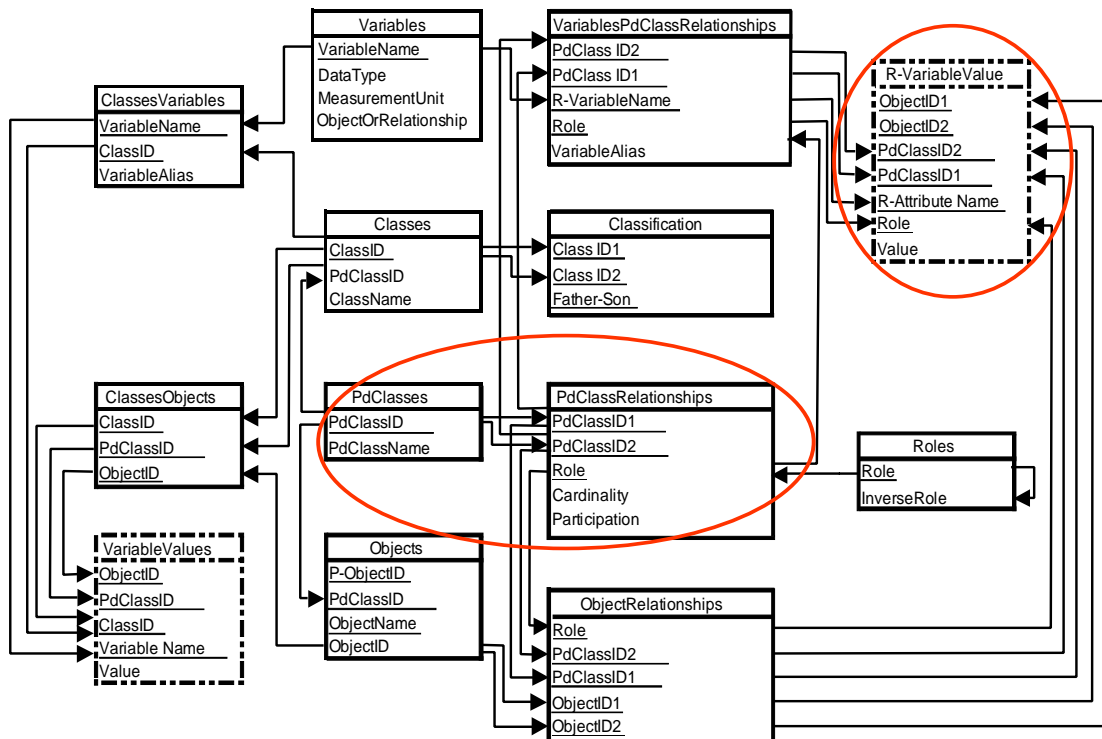 Variables
VariableName
DataType
MeasurementUnit
ObjectOrRelationship
VariablesPdClassRelationships
PdClass ID2
PdClass ID1
R-VariableName
Role
VariableAlias
R-VariableValue
ObjectID1
ObjectID2
PdClassID2
PdClassID1
R-Attribute Name
Role
Value
ClassesVariables
VariableName
ClassID
VariableAlias
Classes
ClassID
PdClassID
ClassName
Classification
Class ID1
Class ID2
Father-Son
ClassesObjects
ClassID
PdClassID
ObjectID
PdClasses
PdClassID
PdClassName
PdClassRelationships
PdClassID1
PdClassID2
Role
Cardinality
Participation
Roles
Role
InverseRole
VariableValues
ObjectID
PdClassID
ClassID
Variable Name
Value
Objects
P-ObjectID
PdClassID
ObjectName
ObjectID
ObjectRelationships
Role
PdClassID2
PdClassID1
ObjectID1
ObjectID2